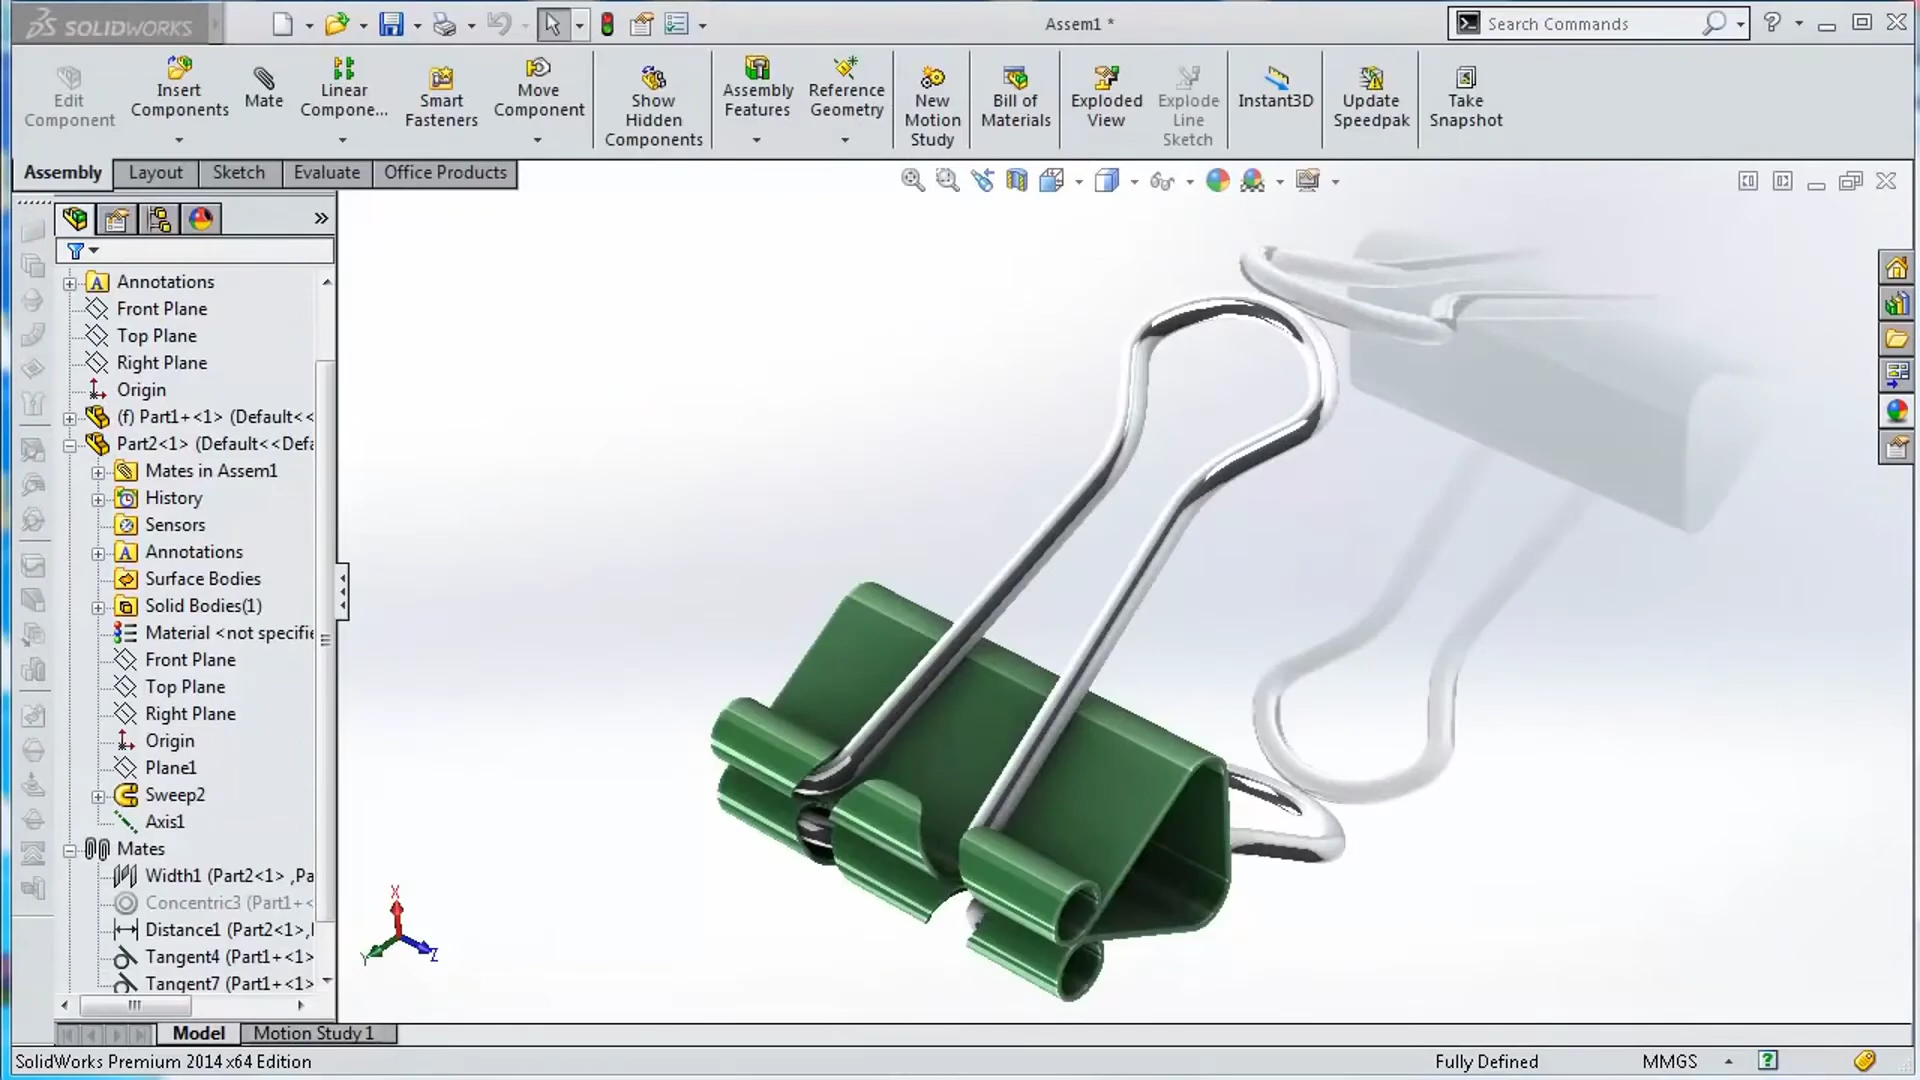 SOLIDWORKS
Assem1 *
Search Commands
Edit Component
Insert Components
Mate
Linear Compone...
Smart Fasteners
Move Component
Show Hidden Components
Assembly Features
Reference Geometry
New Motion Study
Bill of Materials
Exploded View
Explode Line Sketch
Instant3D
Update Speedpak
Take Snapshot
Assembly
Layout
Sketch
Evaluate
Office Products
Annotations
Front Plane
Top Plane
Right Plane
Origin
(f) Part1+<1> (Default<<
Part2<1> (Default<<Defa
Mates in Assem1
History
Sensors
Annotations
Surface Bodies
Solid Bodies(1)
Material <not specifie
Front Plane
Top Plane
Right Plane
Origin
Plane1
Sweep2
Axis1
Mates
Width1 (Part2<1> ,Pa
Concentric3 (Part1+<
Distance1 (Part2<1>,
Tangent4 (Part1+<1>
Tangent7 (Part1+<1>
X
Y
Z
Model
Motion Study 1
SolidWorks Premium 2014 x64 Edition
Fully Defined
MMGS